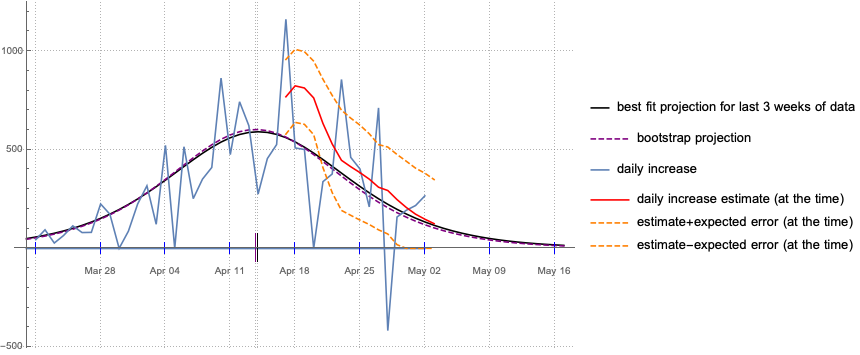 1000
500
-500
Mar 28
Apr 04
Apr 11
Apr 18
Apr 25
May 02
May 09
May 16
best fit projection for last 3 weeks of data
bootstrap projection
daily increase
daily increase estimate (at the time)
estimate+expected error (at the time)
estimate-expected error (at the time)